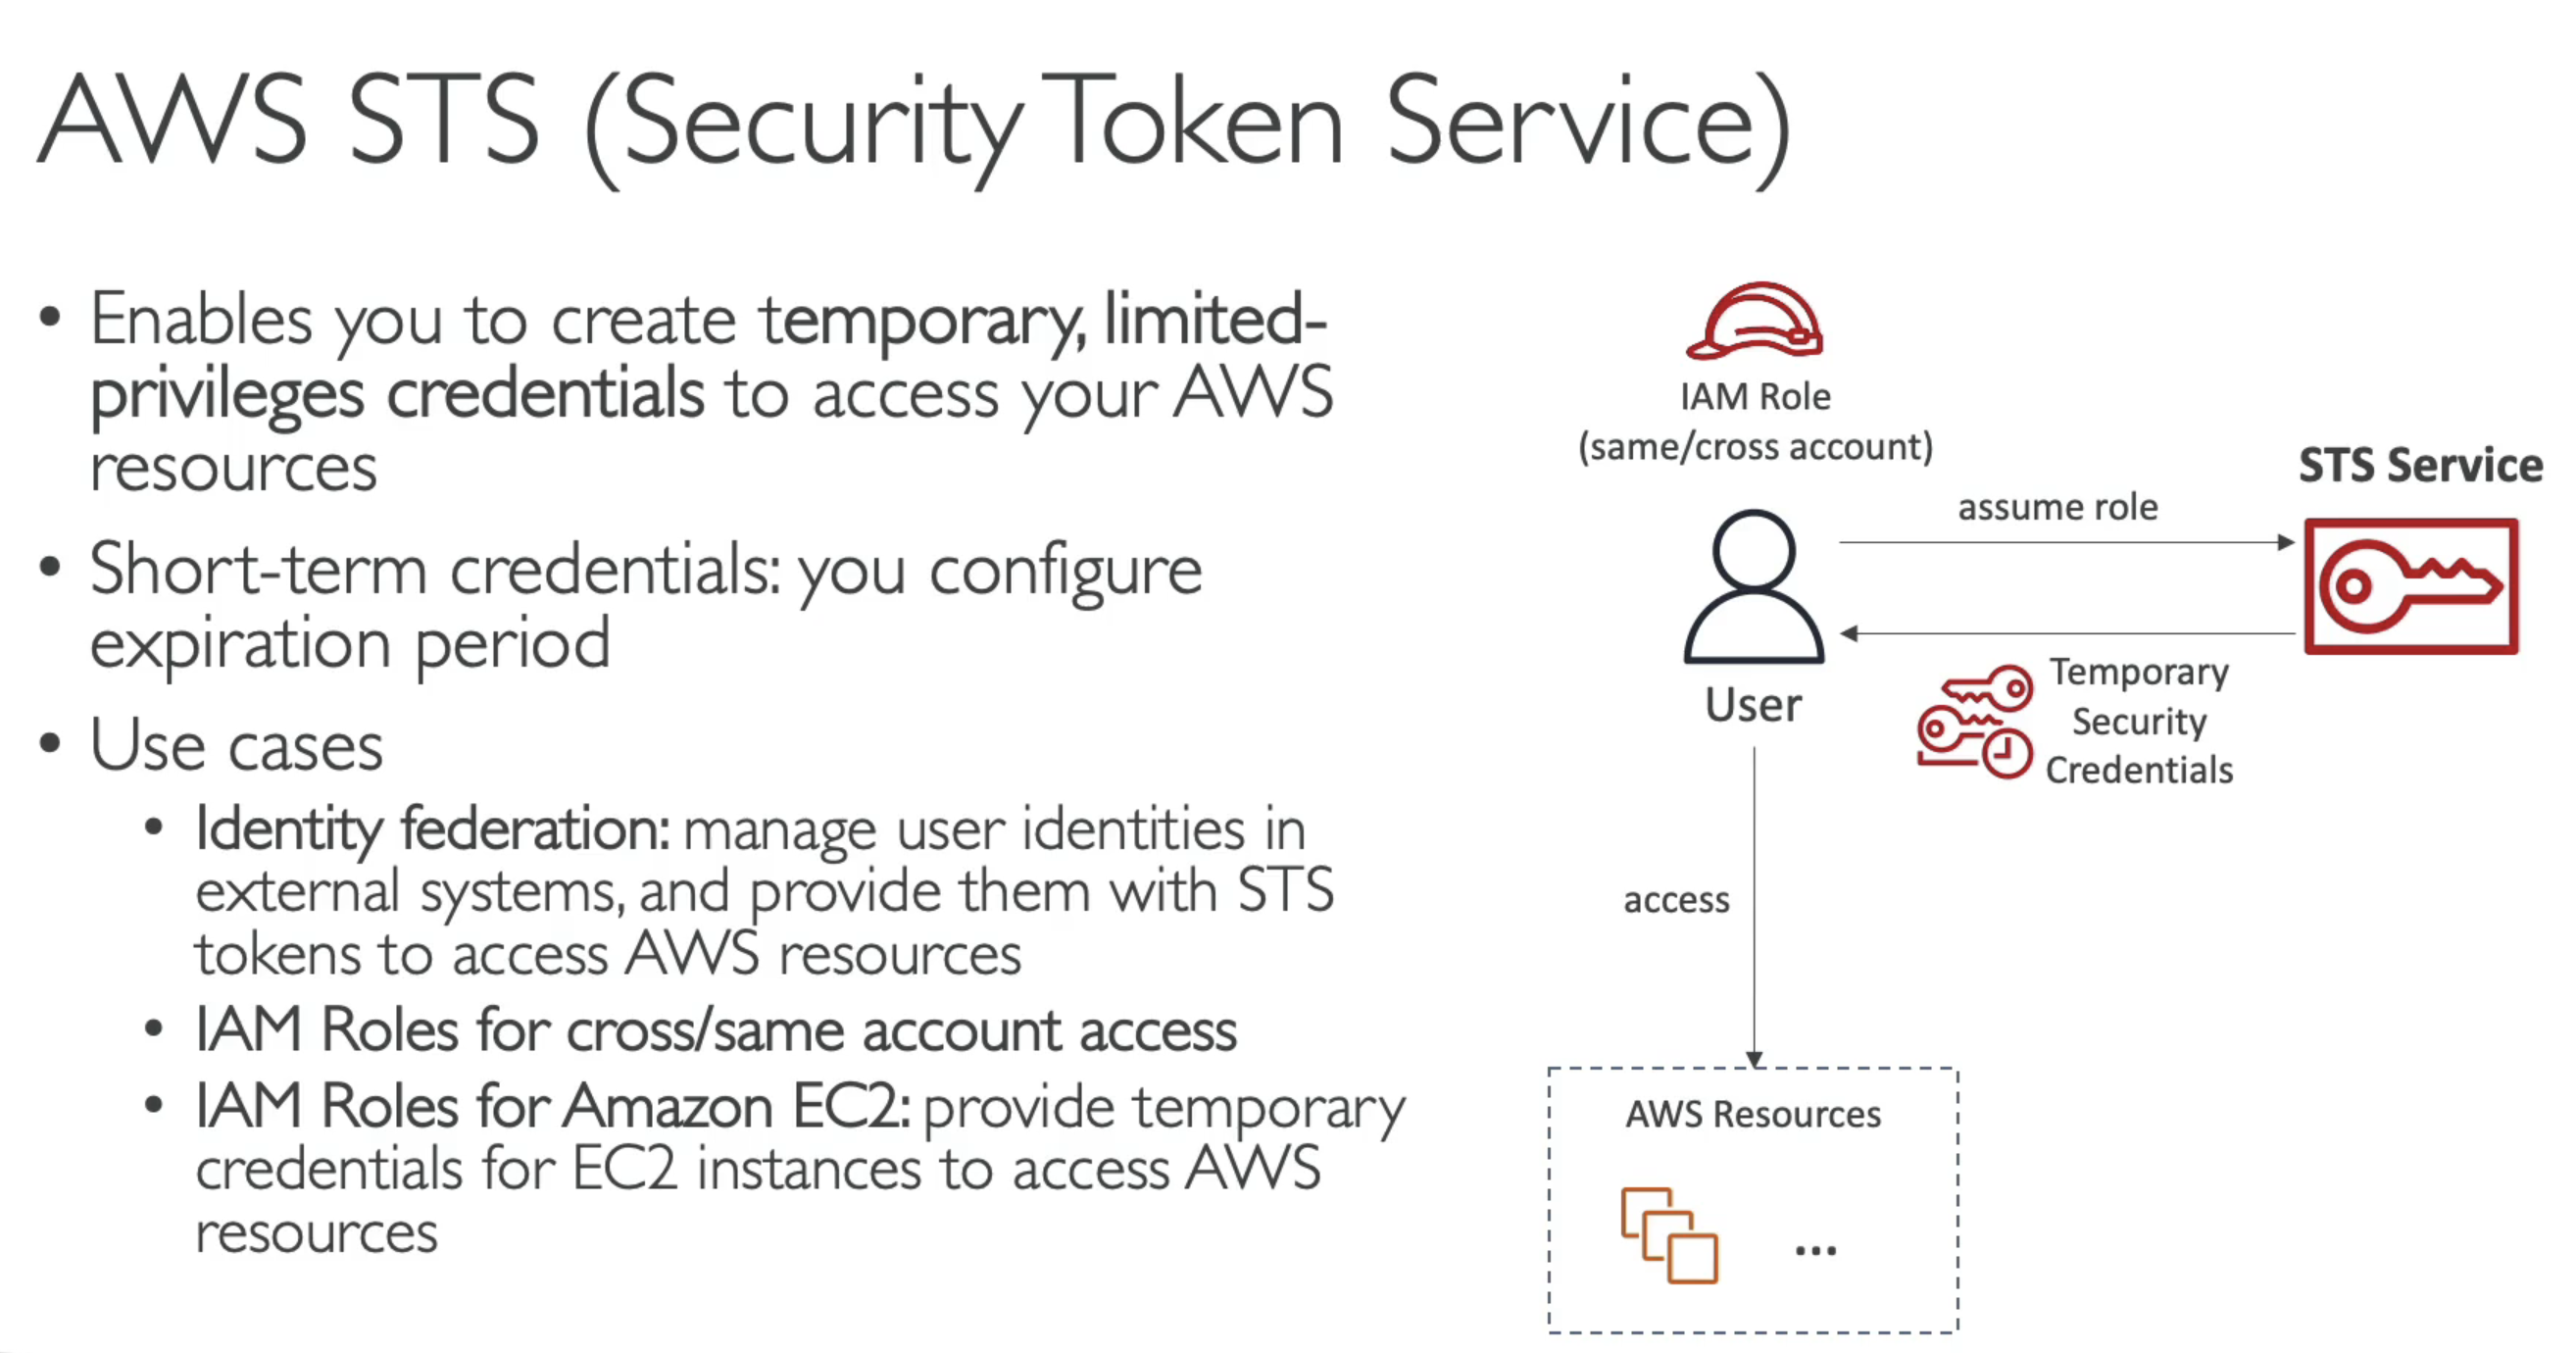 AWS STS (Security Token Service)
• Enables you to create temporary, limited-
privileges credentials to access your AWS
resources
• Short-term credentials: you configure
expiration period
• Use cases
• Identity federation: manage user identities in
external systems, and provide them with STS
tokens to access AWS resources
• IAM Roles for cross/same account access
• IAM Roles for Amazon EC2: provide temporary
credentials for EC2 instances to access AWS
resources
IAM Role
(same/cross account)
STS Service
assume role
User
Temporary
Security
Credentials
access
AWS Resources
...